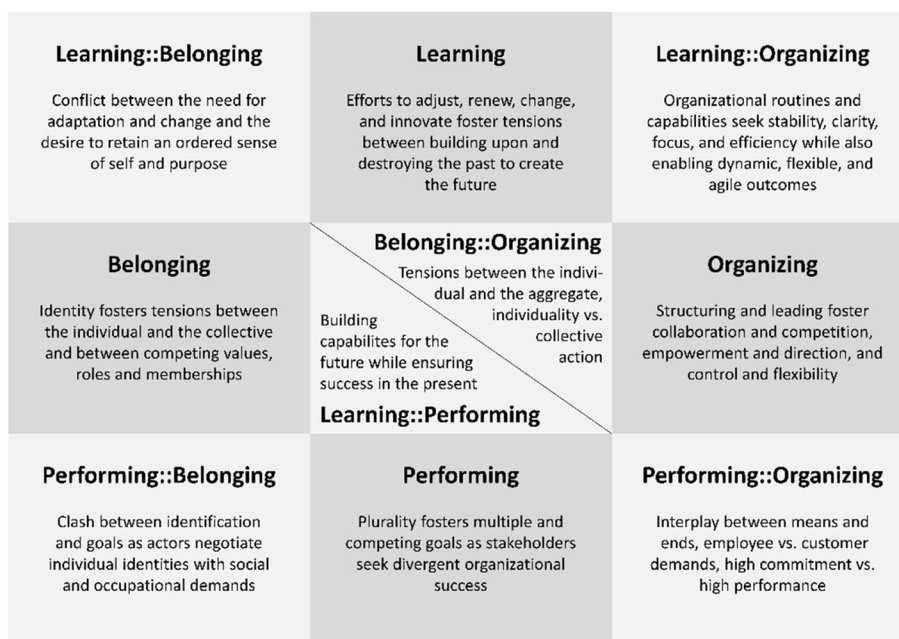 Learning::Belonging
Conflict between the need for
adaptation and change and the
desire to retain an ordered sense
of self and purpose
Learning
Efforts to adjust, renew, change,
and innovate foster tensions
between building upon and
destroying the past to create
the future
Learning::Organizing
Organizational routines and
capabilities seek stability, clarity,
focus, and efficiency while also
enabling dynamic, flexible, and
agile outcomes
Belonging
Identity fosters tensions between
the individual and the collective
and between competing values,
roles and memberships
Belonging::Organizing
Tensions between the indivi-
dual and the aggregate,
individuality vs.
collective
action
Building
capabilites for the
future while ensuring
success in the present
Learning::Performing
Organizing
Structuring and leading foster
collaboration and competition,
empowerment and direction, and
control and flexibility
Performing::Belonging
Clash between identification
and goals as actors negotiate
individual identities with social
and occupational demands
Performing
Plurality fosters multiple and
competing goals as stakeholders
seek divergent organizational
success
Performing::Organizing
Interplay between means and
ends, employee vs. customer
demands, high commitment vs.
high performance